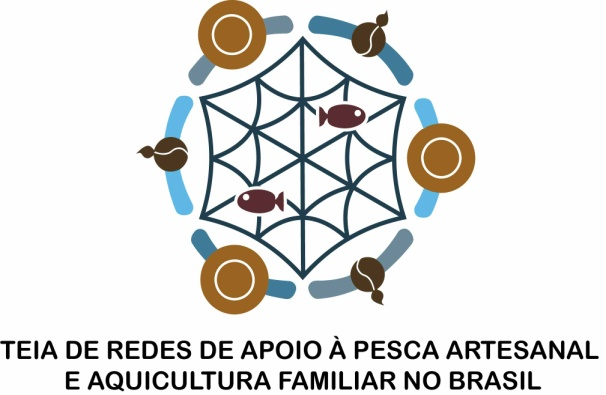 TEIA DE REDES DE APOIO À PESCA ARTESANAL
E AQUICULTURA FAMILIAR NO BRASIL